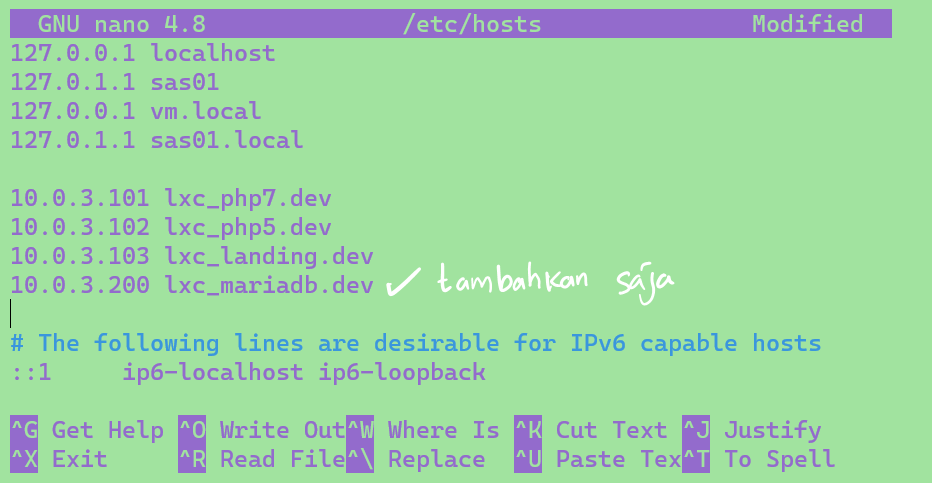 GNU nano 4.8 /etc/hosts Modified
127.0.0.1 localhost
127.0.1.1 sas01
127.0.0.1 vm.local
127.0.1.1 sas01.local
10.0.3.101 lxc_php7.dev
10.0.3.102 lxc_php5.dev
10.0.3.103 lxc_landing.dev
10.0.3.200 lxc_mariadb.dev ✓ tambahkan saja
# The following lines are desirable for IPv6 capable hosts
::1 ip6-localhost ip6-loopback
^G Get Help ^O Write Out ^W Where Is ^K Cut Text ^J Justify
^X Exit ^R Read File ^\ Replace ^U Paste Tex ^T To Spell